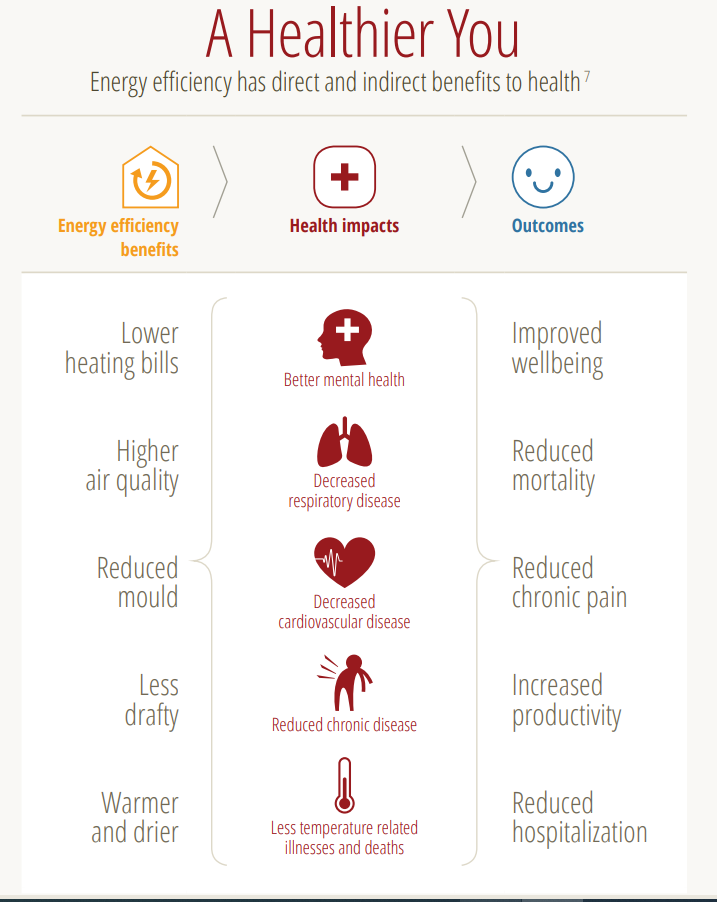 A Healthier You
Energy efficiency has direct and indirect benefits to health 7
Energy efficiency
benefits
Health impacts
Outcomes
Lower
heating bills
Higher
air quality
Reduced
mould
Less
drafty
Warmer
and drier
Better mental health
Decreased
respiratory disease
Decreased
cardiovascular disease
Reduced chronic disease
Less temperature related
illnesses and deaths
Improved
wellbeing
Reduced
mortality
Reduced
chronic pain
Increased
productivity
Reduced
hospitalization